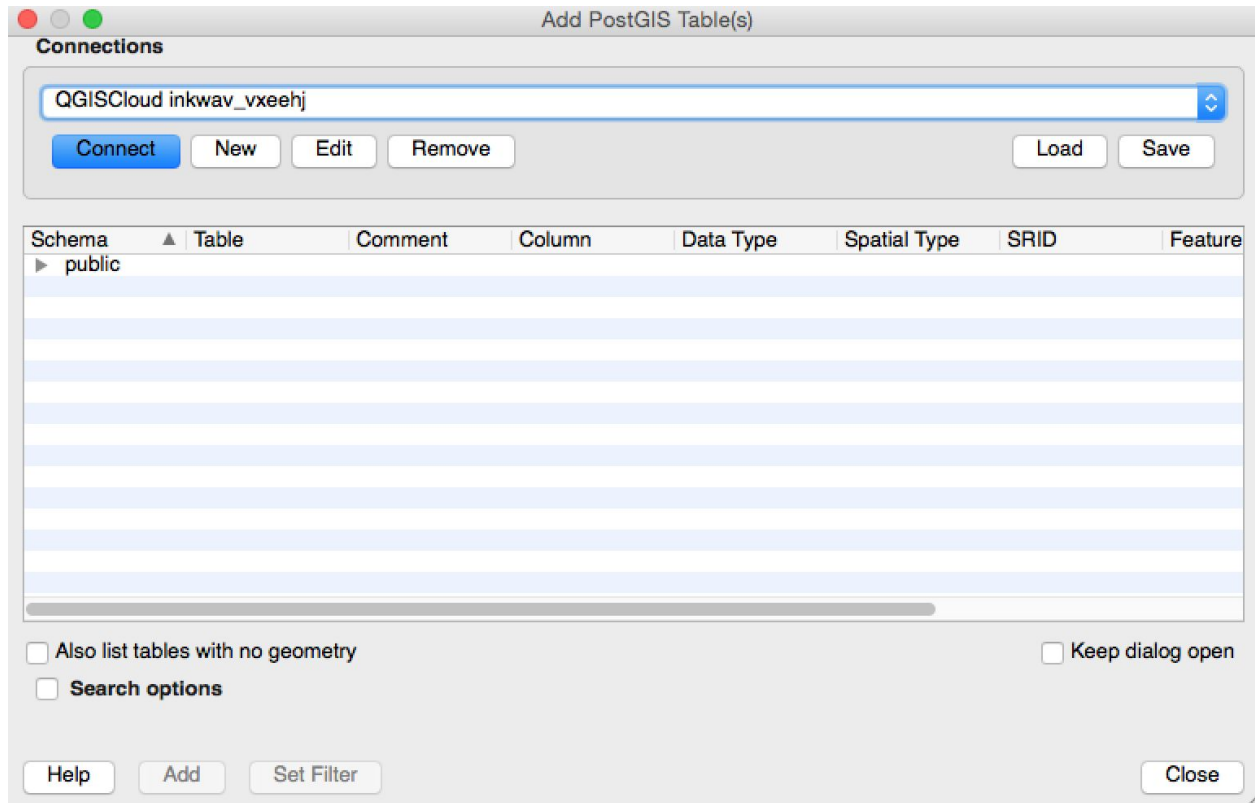 Add PostGIS Table(s)
Connections
QGISCloud inkwav_vxeehj
Connect New Edit Remove Load Save
Schema Table Comment Column Data Type Spatial Type SRID Feature
public
Also list tables with no geometry Keep dialog open
Search options
Help Add Set Filter Close